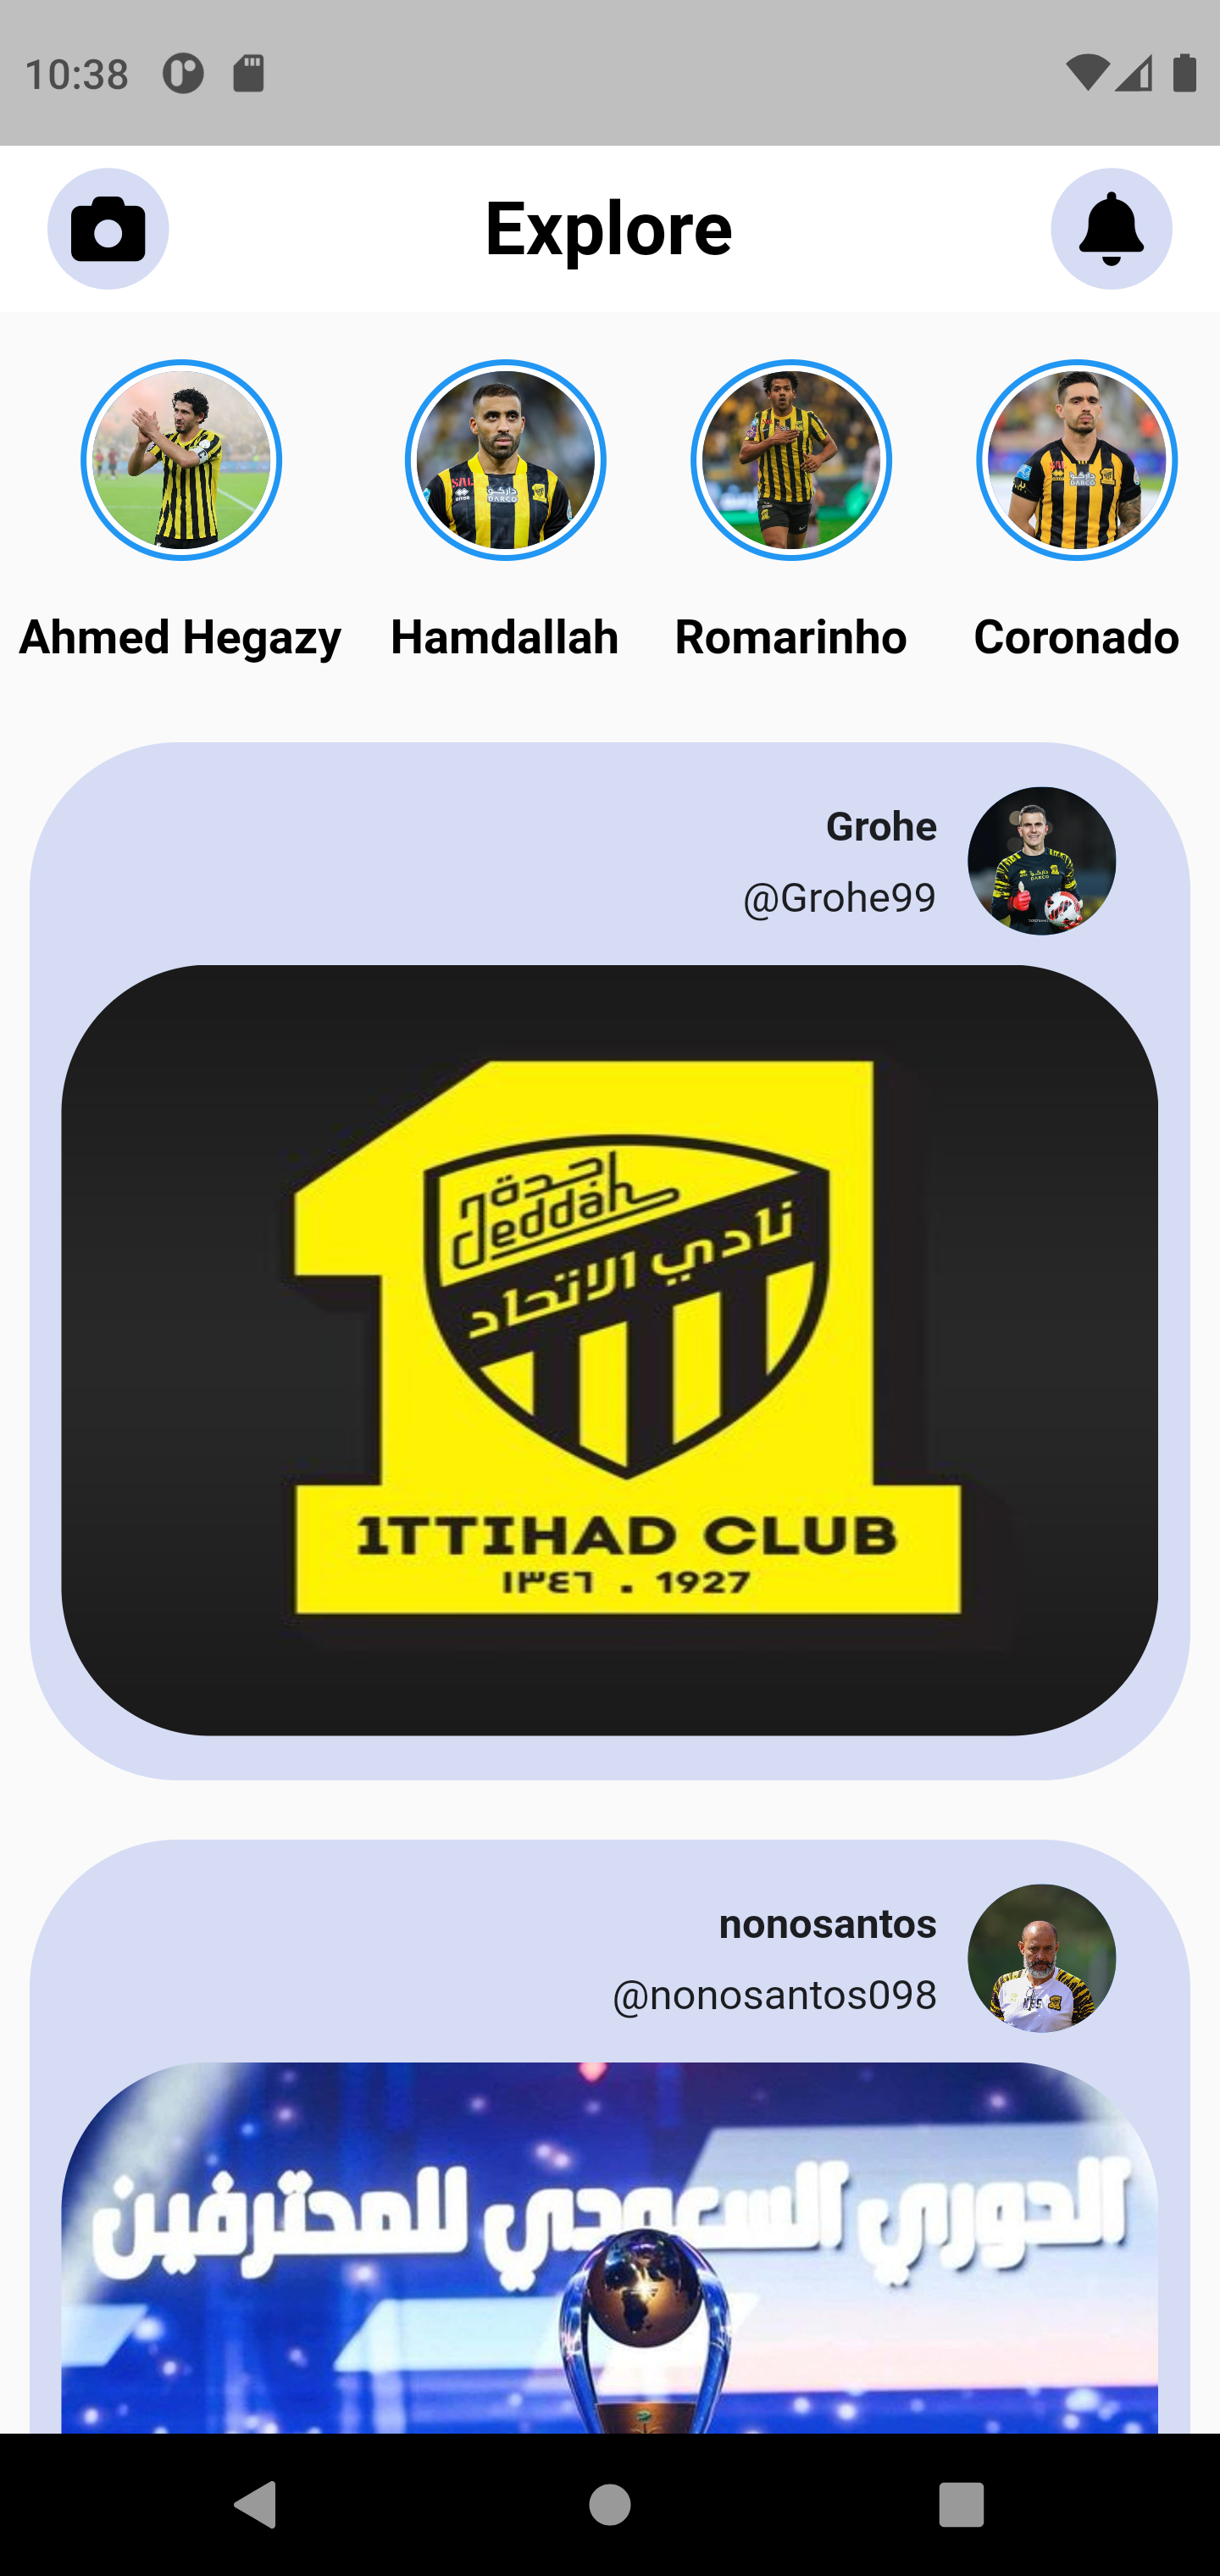 10:38
Explore
Ahmed Hegazy
Hamdallah
Romarinho
Coronado
Grohe
@Grohe99
جدة
Jeddah
نادي الاتحاد
1TTIHAD CLUB
١٣٤٦ . 1927
nonosantos
@nonosantos098
الدوري السعودي للمحترفين